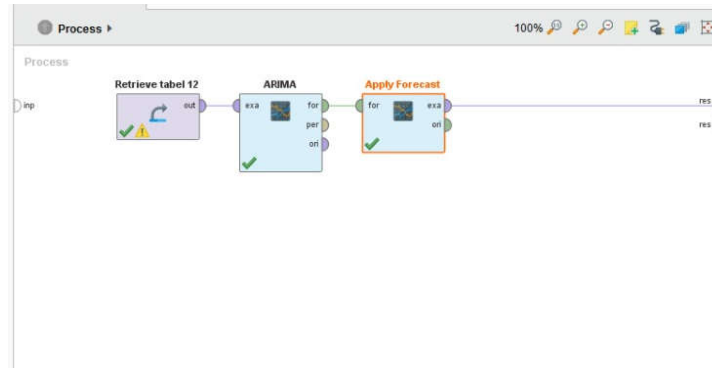 Process
100%
Process
inp
Retrieve tabel 12
out
ARIMA
exa
for
per
ori
Apply Forecast
for
exa
ori
res
res